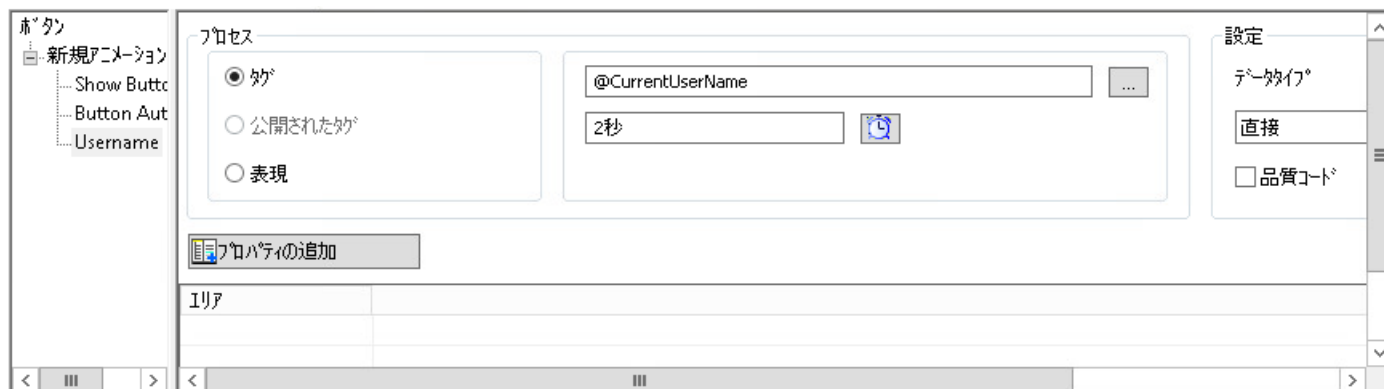 ﾎﾞﾀﾝ
新規ｱﾆﾒｰｼｮﾝ
Show Butto
Button Aut
Username
ﾌﾟﾛｾｽ
ﾀｸﾞ
公開されたﾀｸﾞ
表現
@CurrentUserName
...
2秒
ﾌﾟﾛﾊﾟﾃｨの追加
ｴﾘｱ
設定
ﾃﾞｰﾀﾀｲﾌﾟ
直接
品質ｺｰﾄﾞ